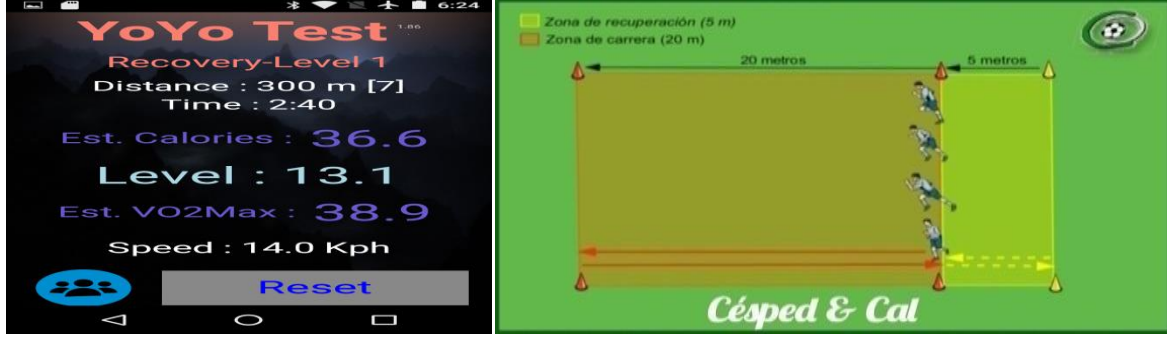 6:24
YoYo Test 1.86
Recovery-Level 1
Distance : 300 m [7]
Time : 2:40
Est. Calories : 36.6
Level : 13.1
Est. VO2Max : 38.9
Speed : 14.0 Kph
Reset
Zona de recuperación (5 m)
Zona de carrera (20 m)
20 metros
5 metros
Césped & Cal